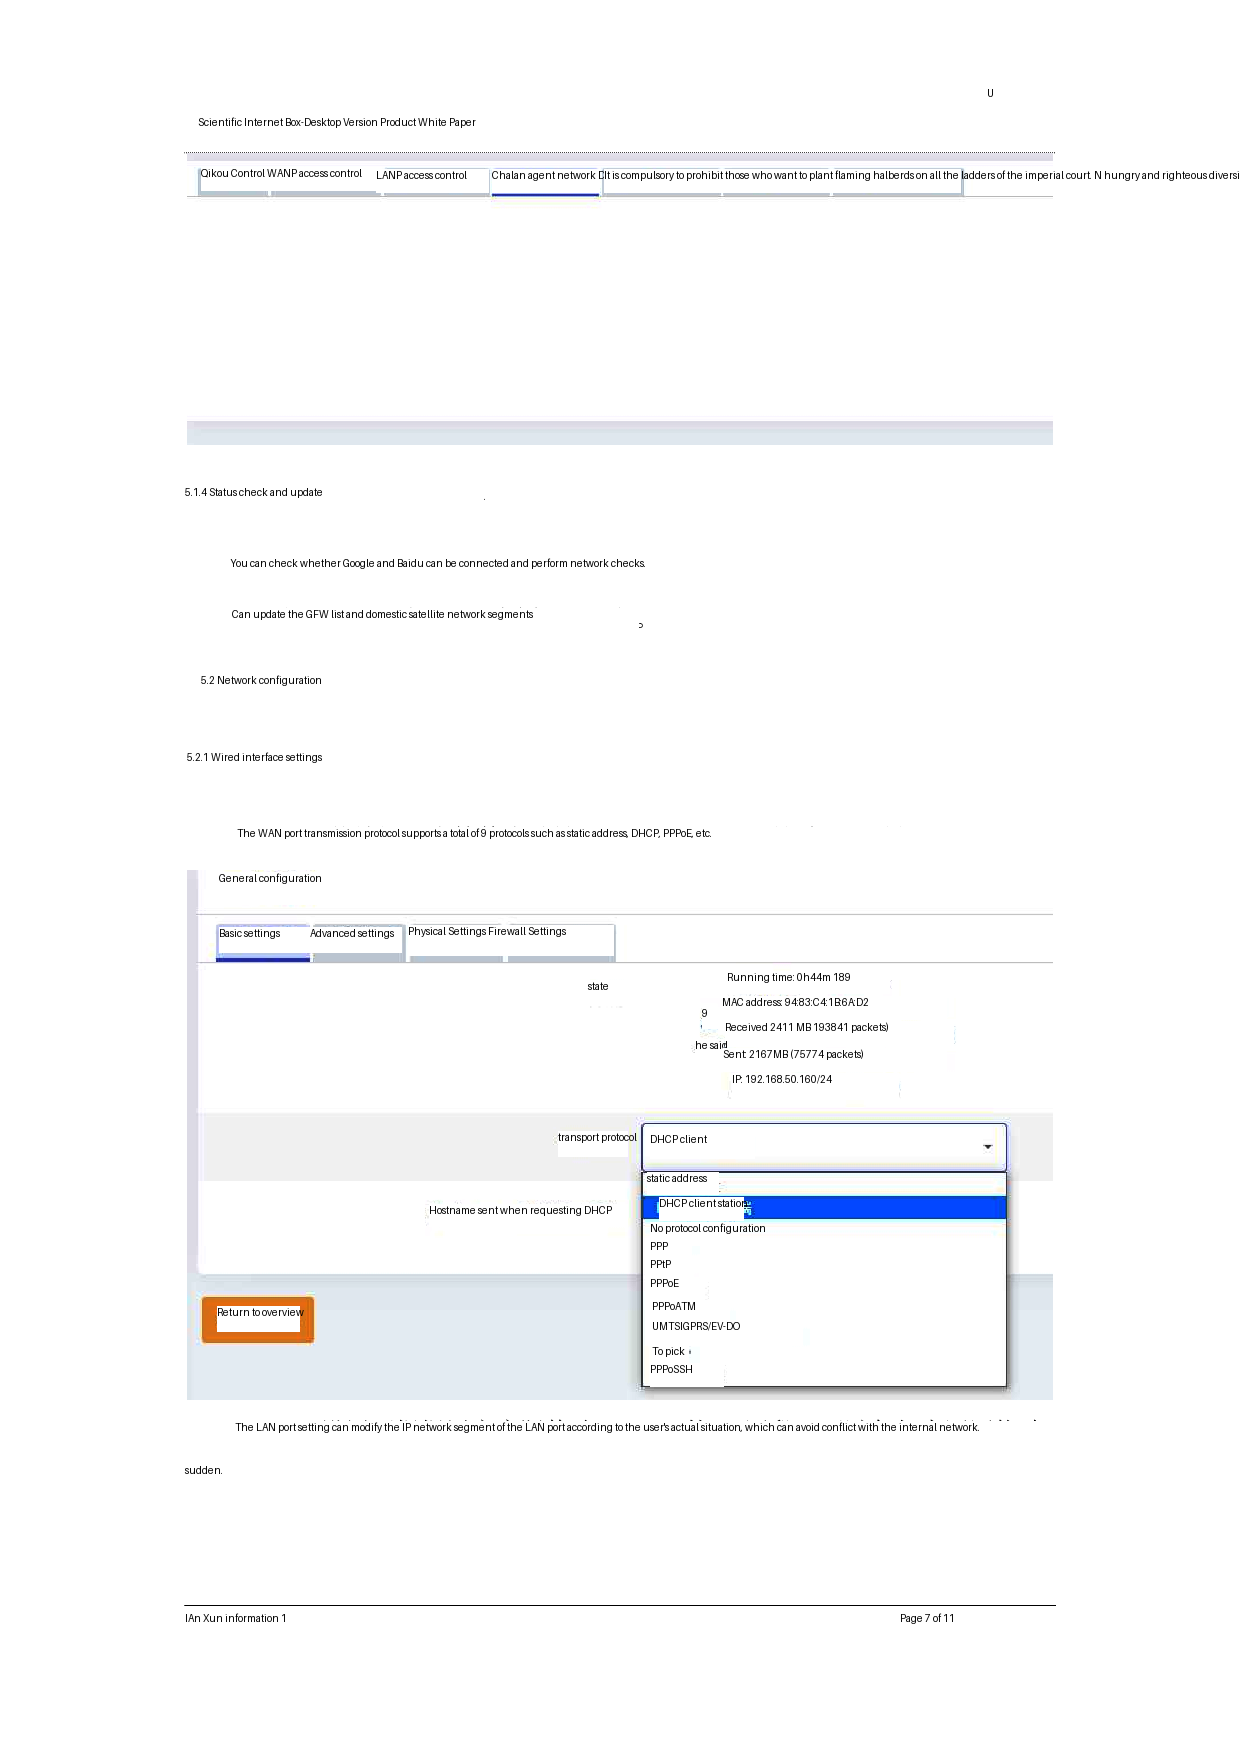 U
Scientific Internet Box-Desktop Version Product White Paper
Qikou Control WANP access control LANP access control Chalan agent network DIt is compulsory to prohibit those who want to plant flaming halberds on all the ladders of the imperial court. N hungry and righteous diversi
5.1.4 Status check and update
You can check whether Google and Baidu can be connected and perform network checks.
Can update the GFW list and domestic satellite network segments
5.2 Network configuration
5.2.1 Wired interface settings
The WAN port transmission protocol supports a total of 9 protocols such as static address, DHCP, PPPoE, etc.
General configuration
Basic settings Advanced settings Physical Settings Firewall Settings
state
Running time: 0h44m 189
MAC address: 94:83:C4:1B:6A:D2
9
Received 2411 MB 193841 packets)
he said
Sent: 2167MB (75774 packets)
IP: 192.168.50.160/24
transport protocol DHCP client
static address
DHCP client station
Hostname sent when requesting DHCP
No protocol configuration
PPP
PPtP
PPPoE
PPPoATM
Return to overview
UMTSIGPRS/EV-DO
To pick
PPPoSSH
The LAN port setting can modify the IP network segment of the LAN port according to the user's actual situation, which can avoid conflict with the internal network.
sudden.
IAn Xun information 1 Page 7 of 11